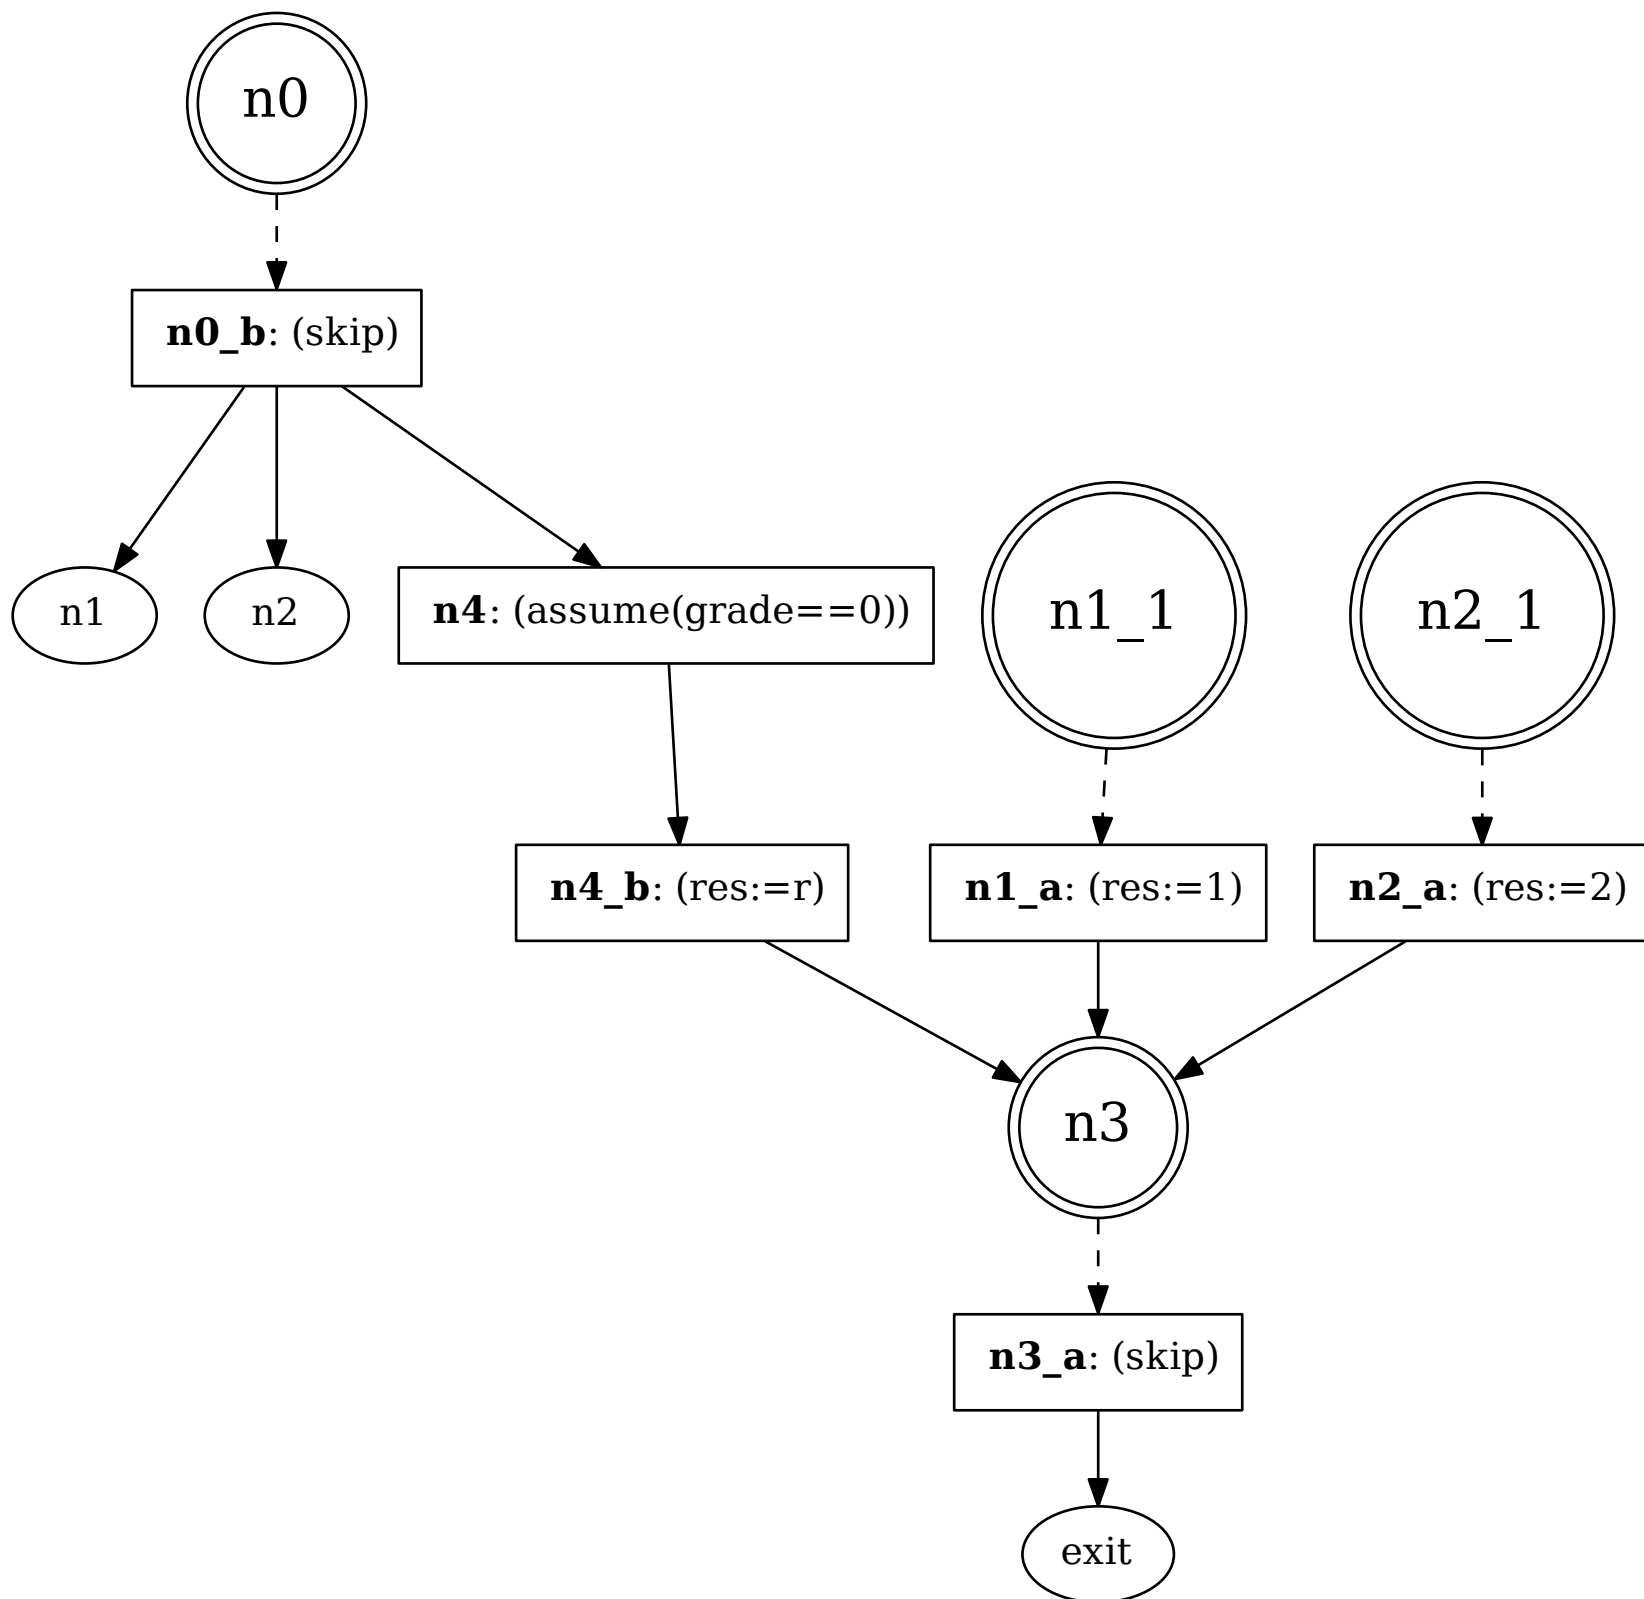 n0
n0_b: (skip)
n1
n2
n4: (assume(grade==0))
n1_1
n2_1
n4_b: (res:=r)
n1_a: (res:=1)
n2_a: (res:=2)
n3
n3_a: (skip)
exit